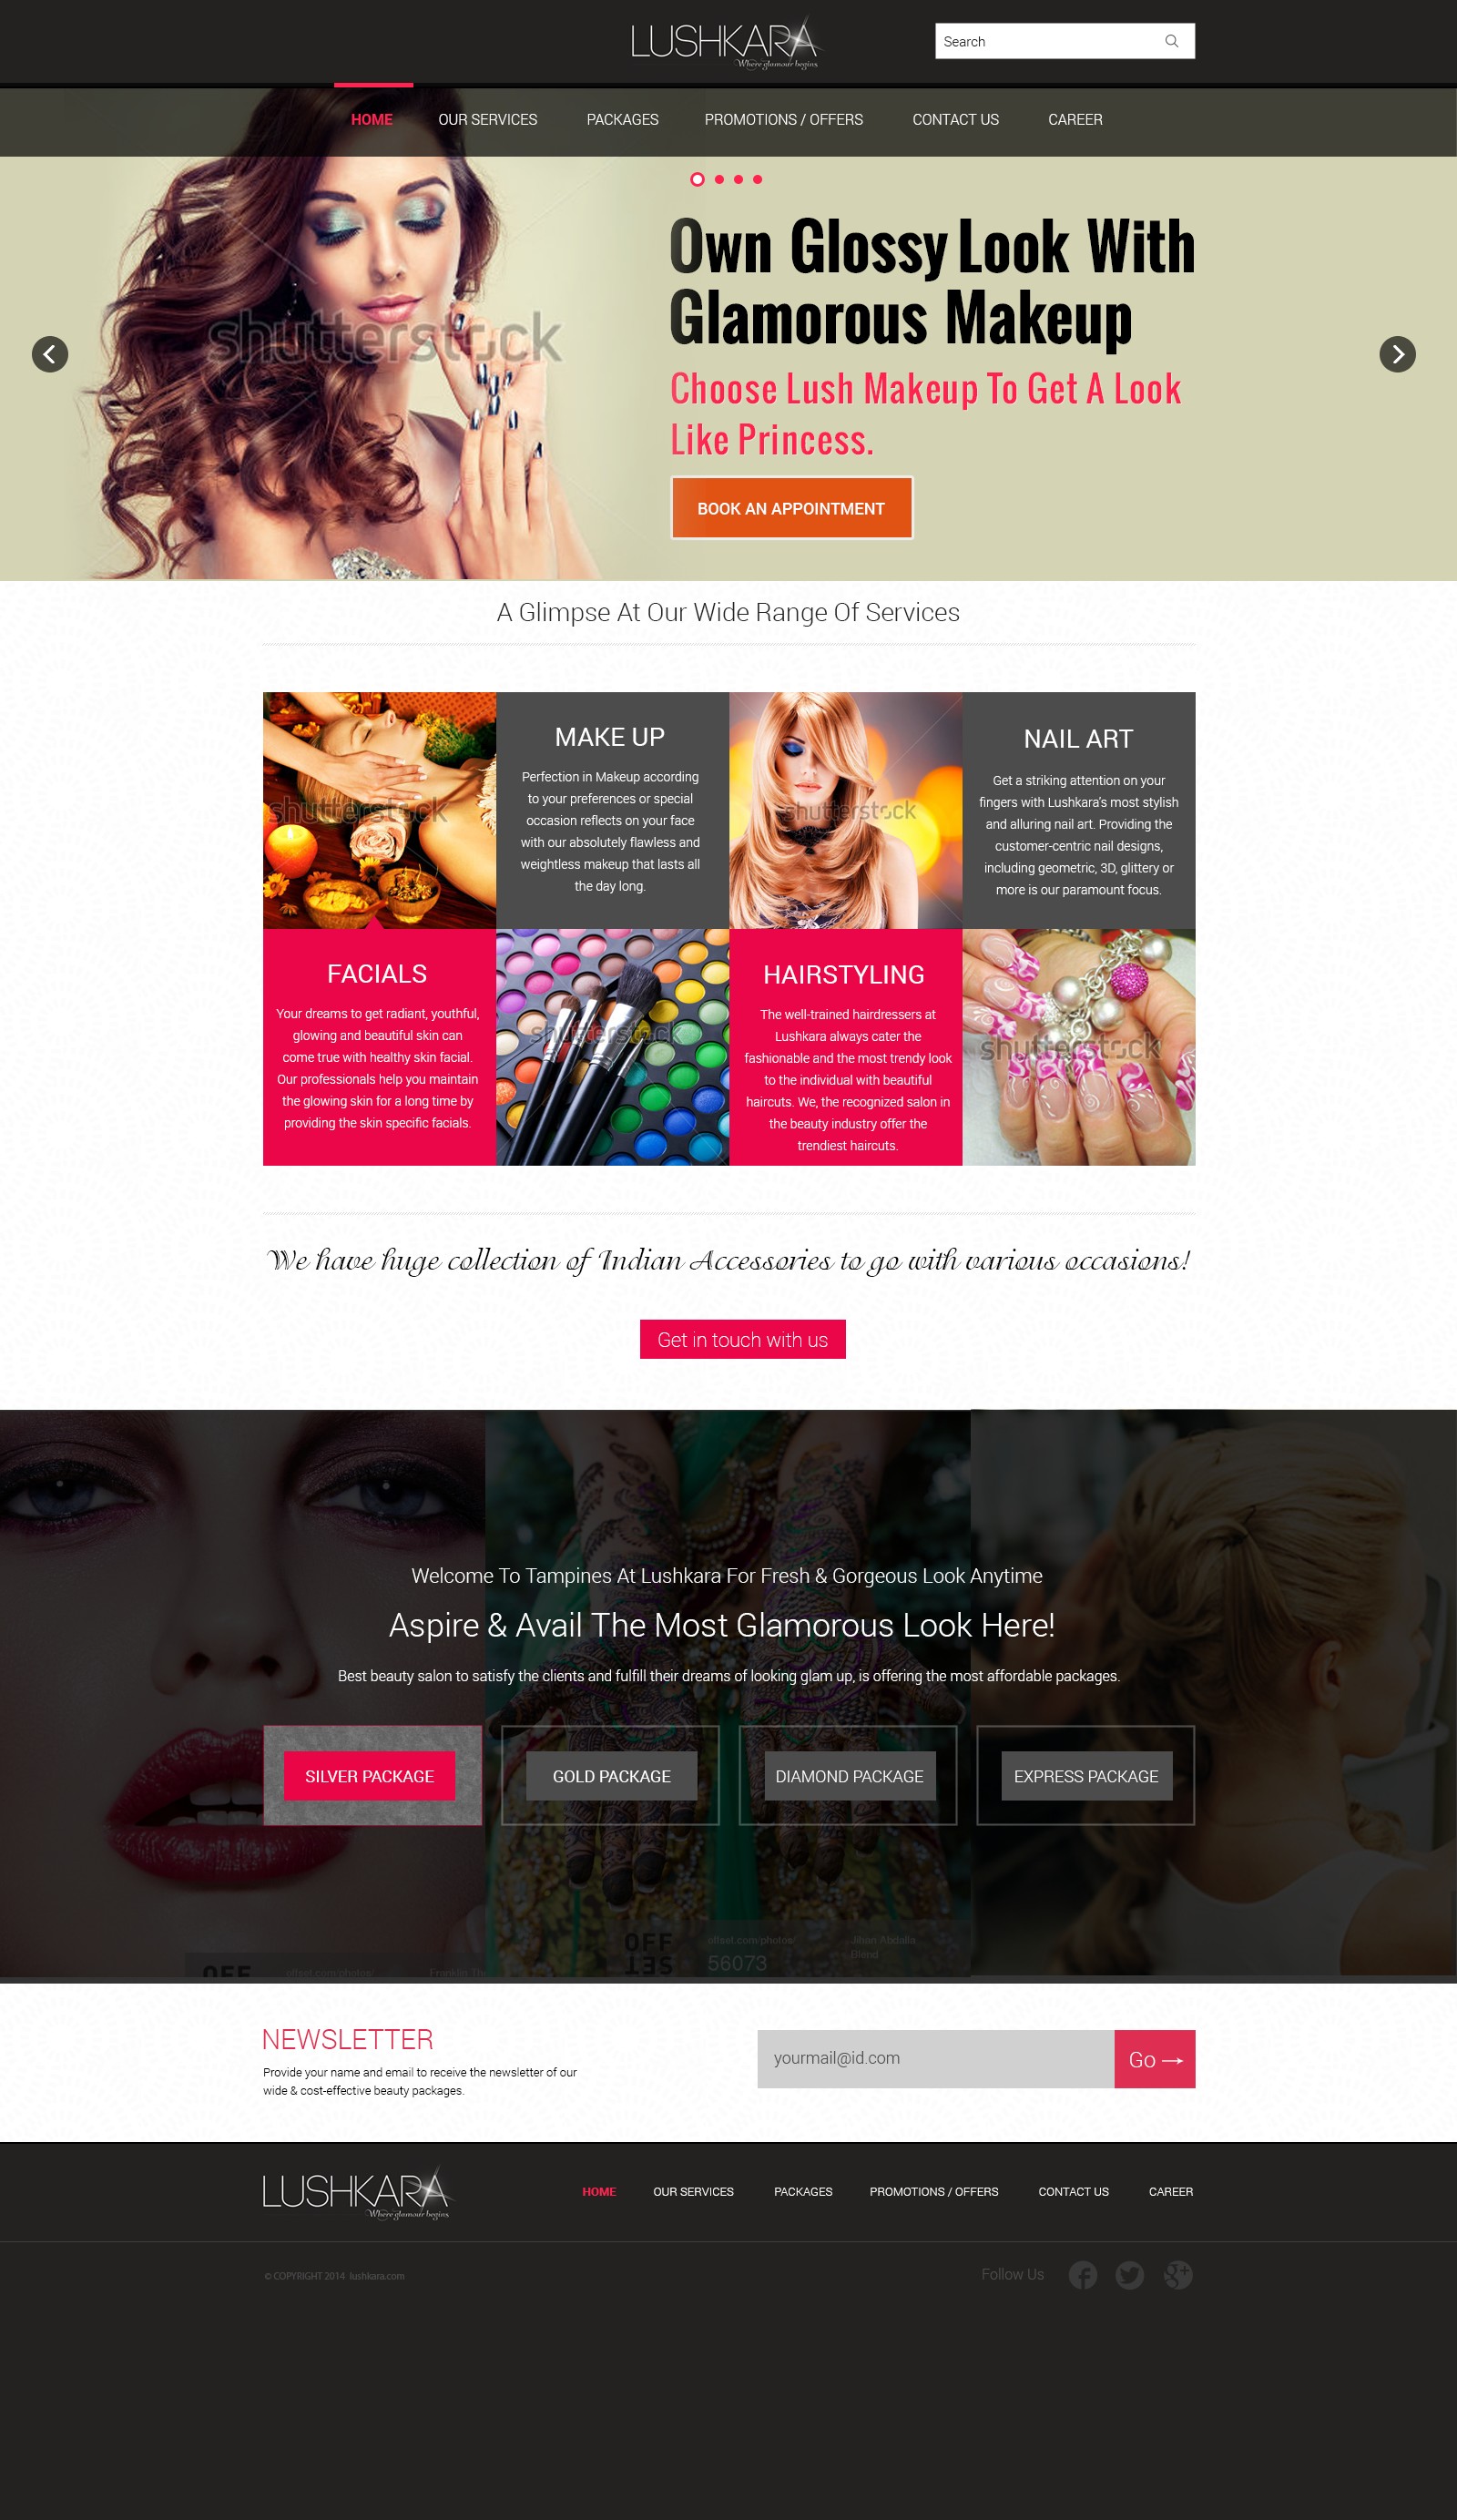 LUSHKARA
Where glamour begins
Search
HOME OUR SERVICES PACKAGES PROMOTIONS / OFFERS CONTACT US CAREER
Own Glossy Look With
Glamorous Makeup
Choose Lush Makeup To Get A Look
Like Princess.
BOOK AN APPOINTMENT
shutterstock
A Glimpse At Our Wide Range Of Services
shutterstock
MAKE UP
Perfection in Makeup according
to your preferences or special
occasion reflects on your face
with our absolutely flawless and
weightless makeup that lasts all
the day long.
shutterstock
NAIL ART
Get a striking attention on your
fingers with Lushkara's most stylish
and alluring nail art. Providing the
customer-centric nail designs,
including geometric, 3D, glittery or
more is our paramount focus.
FACIALS
Your dreams to get radiant, youthful,
glowing and beautiful skin can
come true with healthy skin facial.
Our professionals help you maintain
the glowing skin for a long time by
providing the skin specific facials.
shutterstock
HAIRSTYLING
The well-trained hairdressers at
Lushkara always cater the
fashionable and the most trendy look
to the individual with beautiful
haircuts. We, the recognized salon in
the beauty industry offer the
trendiest haircuts.
shutterstock
We have huge collection of Indian Accessories to go with various occasions!
Get in touch with us
Welcome To Tampines At Lushkara For Fresh & Gorgeous Look Anytime
Aspire & Avail The Most Glamorous Look Here!
Best beauty salon to satisfy the clients and fulfill their dreams of looking glam up, is offering the most affordable packages.
SILVER PACKAGE
GOLD PACKAGE
DIAMOND PACKAGE
EXPRESS PACKAGE
OFF
SET
offset.com/photos/
56073
Jihan Abdalla
Blend
OFF
offset.com/photos/
Franklin
NEWSLETTER
Provide your name and email to receive the newsletter of our
wide & cost-effective beauty packages.
yourmail@id.com
Go
LUSHKARA
Where glamour begins
HOME OUR SERVICES PACKAGES PROMOTIONS / OFFERS CONTACT US CAREER
© COPYRIGHT 2014 lushkara.com
Follow Us